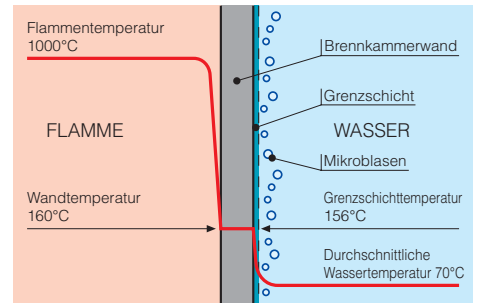 Flammentemperatur
1000°C
Brennkammerwand
Grenzschicht
FLAMME
WASSER
Mikroblasen
Wandtemperatur
160°C
Grenzschichttemperatur
156°C
Durchschnittliche
Wassertemperatur 70°C